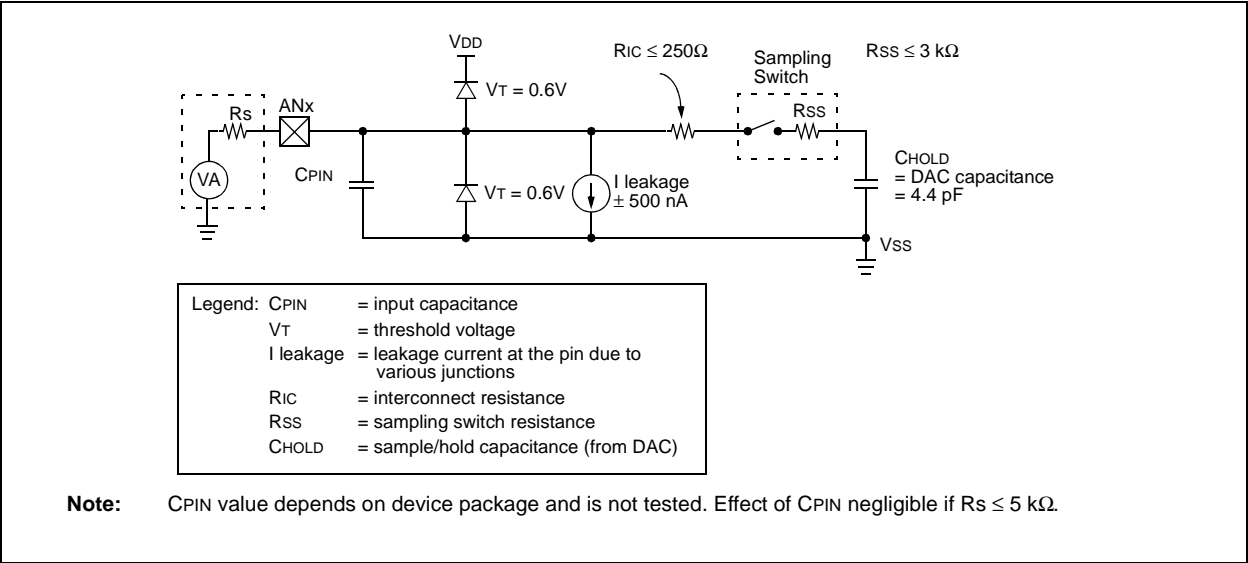 VDD
RIC ≤ 250Ω
Sampling
Switch
RSS ≤ 3 kΩ
VT = 0.6V
Rs
ANx
RSS
VA
CPIN
VT = 0.6V
I leakage
± 500 nA
CHOLD
= DAC capacitance
= 4.4 pF
VSS
Legend: CPIN = input capacitance
VT = threshold voltage
I leakage = leakage current at the pin due to
various junctions
RIC = interconnect resistance
RSS = sampling switch resistance
CHOLD = sample/hold capacitance (from DAC)
Note: CPIN value depends on device package and is not tested. Effect of CPIN negligible if Rs ≤ 5 kΩ.